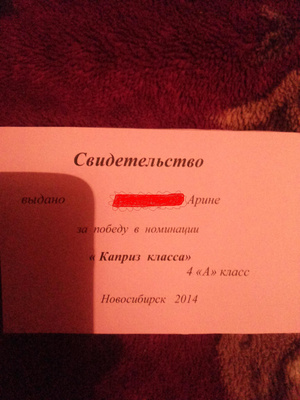 Свидетельство
выдано Арине
за победу в номинации
« Каприз класса»
4 «А» класс
Новосибирск 2014